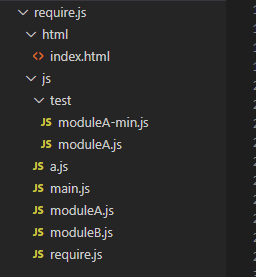 require.js
html
index.html
js
test
JS moduleA-min.js
JS moduleA.js
JS a.js
JS main.js
JS moduleA.js
JS moduleB.js
JS require.js